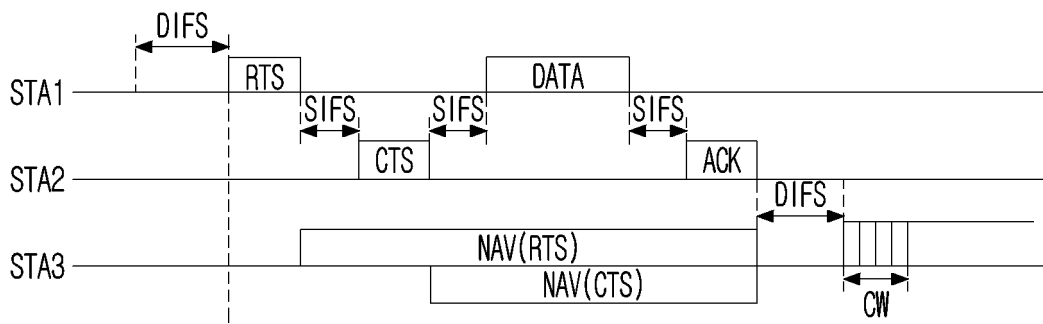 DIFS
STA1 RTS DATA
SIFS SIFS SIFS
STA2 CTS ACK
DIFS
STA3 NAV(RTS)
NAV(CTS)
CW